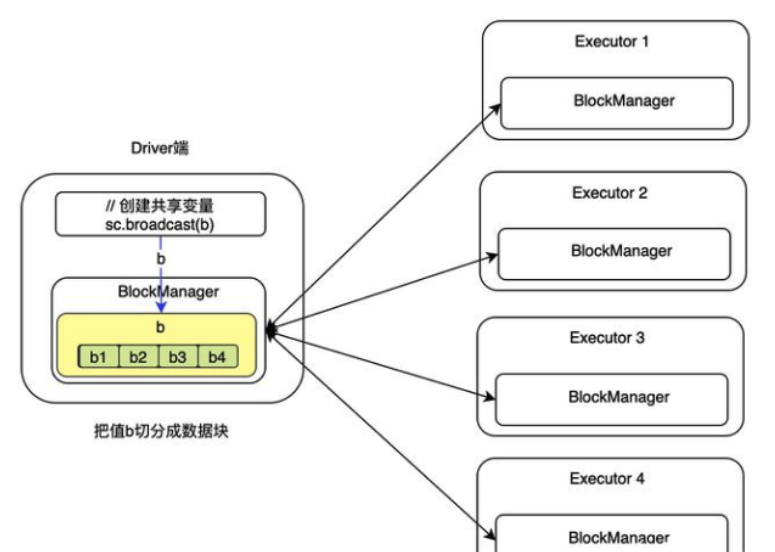 Driver端
// 创建共享变量
sc.broadcast(b)
b
BlockManager
b
b1 b2 b3 b4
把值b切分成数据块
Executor 1
BlockManager
Executor 2
BlockManager
Executor 3
BlockManager
Executor 4
BlockManager